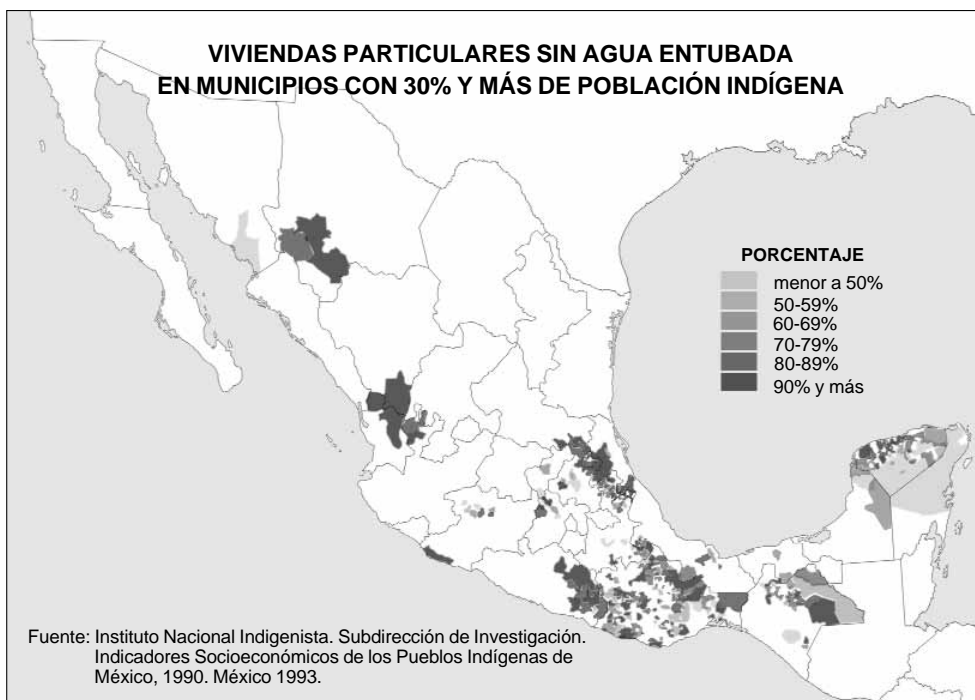 VIVIENDAS PARTICULARES SIN AGUA ENTUBADA
EN MUNICIPIOS CON 30% Y MÁS DE POBLACIÓN INDÍGENA
PORCENTAJE
menor a 50%
50-59%
60-69%
70-79%
80-89%
90% y más
Fuente: Instituto Nacional Indigenista. Subdirección de Investigación.
Indicadores Socioeconómicos de los Pueblos Indígenas de
México, 1990. México 1993.